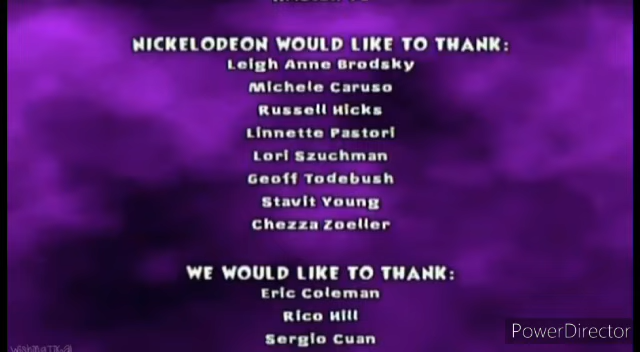 NICKELODEON WOULD LIKE TO THANK:
Leigh Anne Brodsky
Michele Caruso
Russell Hicks
Linnette Pastori
Lori Szuchman
Geoff Todebush
Stavit Young
Chezza Zoeller
WE WOULD LIKE TO THANK:
Eric Coleman
Rico Hill
Sergio Cuan
PowerDirector